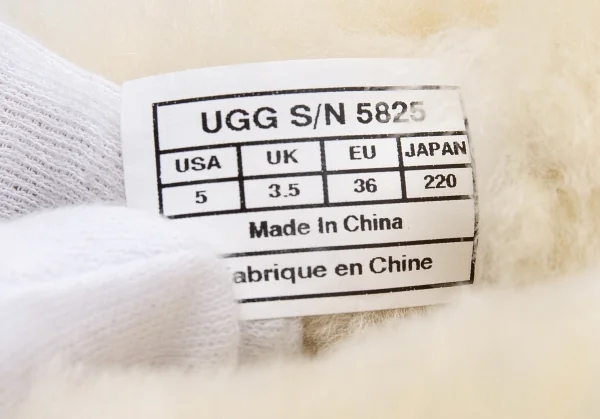 UGG S/N 5825
USA UK EU JAPAN
5 3.5 36 220
Made In China
abrique en Chine